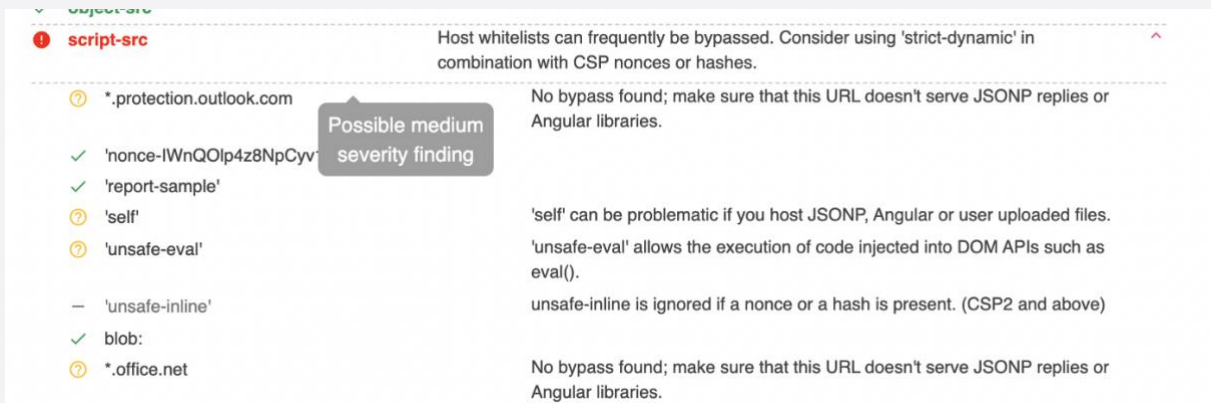 object-src
script-src
Host whitelists can frequently be bypassed. Consider using 'strict-dynamic' in
combination with CSP nonces or hashes.
*.protection.outlook.com
No bypass found; make sure that this URL doesn't serve JSONP replies or
Angular libraries.
Possible medium
severity finding
'nonce-IWnQOlp4z8NpCyv
'report-sample'
'self'
'self' can be problematic if you host JSONP, Angular or user uploaded files.
'unsafe-eval'
'unsafe-eval' allows the execution of code injected into DOM APIs such as
eval().
'unsafe-inline'
unsafe-inline is ignored if a nonce or a hash is present. (CSP2 and above)
blob:
*.office.net
No bypass found; make sure that this URL doesn't serve JSONP replies or
Angular libraries.